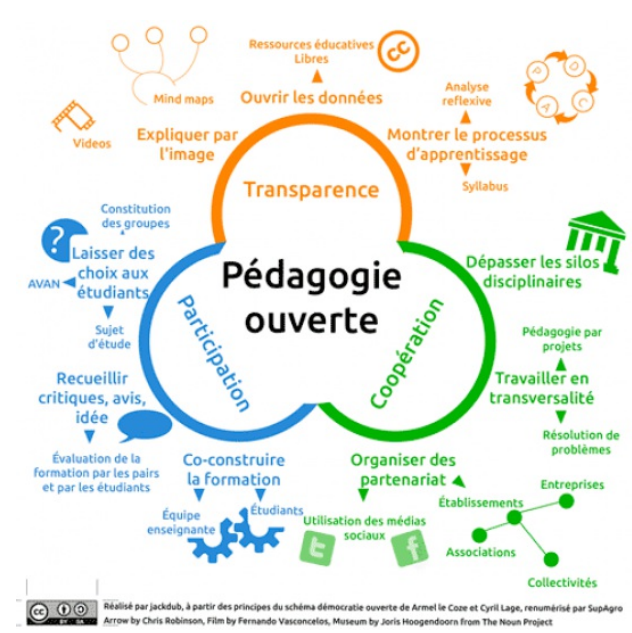 Ressources éducatives
Libres
cc
Mind maps
Ouvrir les données
Analyse
reflexive
P
D
C
A
Videos
Expliquer par
l'image
Montrer le processus
d'apprentissage
Syllabus
Transparence
Constitution
des groupes
?
Laisser des
choix aux
étudiants
AVAN
Sujet
d'étude
Pédagogie
ouverte
Participation
Coopération
Dépasser les silos
disciplinaires
Pédagogie par
projets
Travailler en
transversalité
Résolution de
problèmes
Recueillir
critiques, avis,
idée
Évaluation de la
formation par les pairs
et par les étudiants
Co-construire
la formation
Équipe
enseignante
Étudiants
Organiser des
partenariat
Utilisation des médias
sociaux
t
f
Établissements
Entreprises
Associations
Collectivités
cc BY SA
Réalisé par jackdub, à partir des principes du schéma démocratie ouverte de Armel le Coze et Cyril Lage, renumérisé par SupAgro
Arrow by Chris Robinson, Film by Fernando Vasconcelos, Museum by Joris Hoogendoorn from The Noun Project